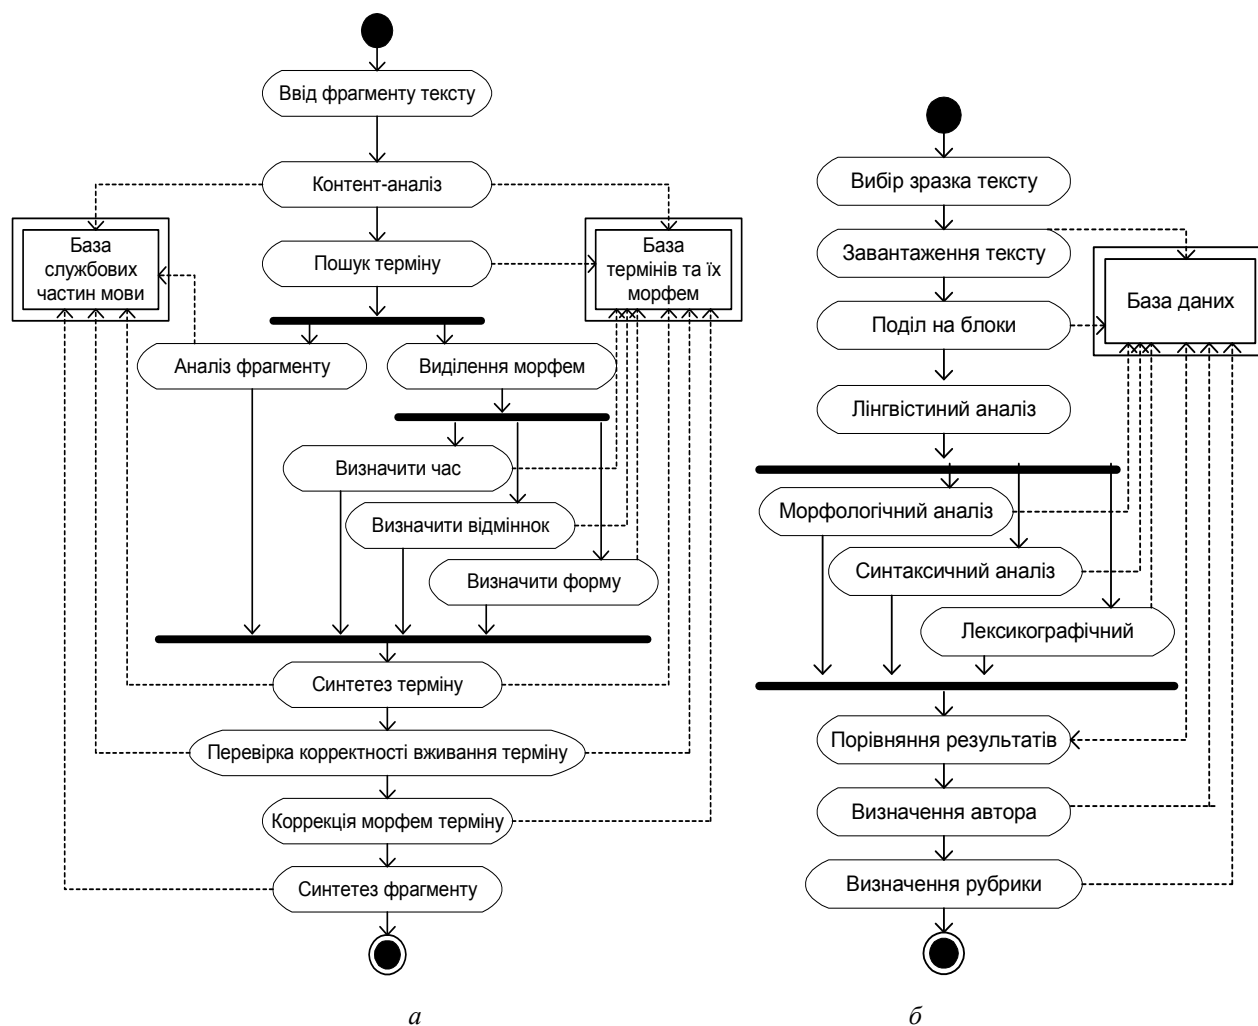 Ввід фрагменту тексту
Контент-аналіз
База
службових
частин мови
Пошук терміну
База
термінів та їх
морфем
Аналіз фрагменту
Виділення морфем
Визначити час
Визначити відміннок
Визначити форму
Синтетез терміну
Перевірка корректності вживання терміну
Коррекція морфем терміну
Синтетез фрагменту
а
Вибір зразка тексту
Завантаження тексту
База даних
Поділ на блоки
Лінгвістиний аналіз
Морфологічний аналіз
Синтаксичний аналіз
Лексикографічний
Порівняння результатів
Визначення автора
Визначення рубрики
б